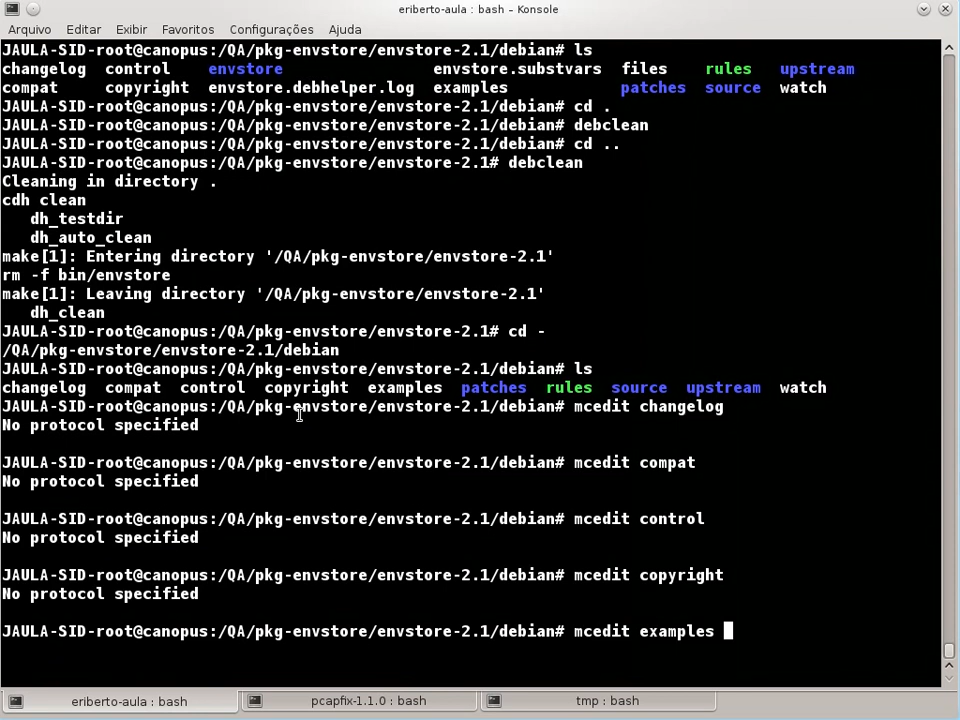 eriberto-aula : bash – Konsole
Arquivo Editar Exibir Favoritos Configurações Ajuda
JAULA-SID-root@canopus:/QA/pkg-envstore/envstore-2.1/debian# ls
changelog control envstore envstore.substvars files rules upstream
compat copyright envstore.debhelper.log examples patches source watch
JAULA-SID-root@canopus:/QA/pkg-envstore/envstore-2.1/debian# cd .
JAULA-SID-root@canopus:/QA/pkg-envstore/envstore-2.1/debian# debclean
JAULA-SID-root@canopus:/QA/pkg-envstore/envstore-2.1/debian# cd ..
JAULA-SID-root@canopus:/QA/pkg-envstore/envstore-2.1# debclean
Cleaning in directory .
cdh clean
dh_testdir
dh_auto_clean
make[1]: Entering directory '/QA/pkg-envstore/envstore-2.1'
rm -f bin/envstore
make[1]: Leaving directory '/QA/pkg-envstore/envstore-2.1'
dh_clean
JAULA-SID-root@canopus:/QA/pkg-envstore/envstore-2.1# cd -
/QA/pkg-envstore/envstore-2.1/debian
JAULA-SID-root@canopus:/QA/pkg-envstore/envstore-2.1/debian# ls
changelog compat control copyright examples patches rules source upstream watch
JAULA-SID-root@canopus:/QA/pkg-envstore/envstore-2.1/debian# mcedit changelog
No protocol specified
JAULA-SID-root@canopus:/QA/pkg-envstore/envstore-2.1/debian# mcedit compat
No protocol specified
JAULA-SID-root@canopus:/QA/pkg-envstore/envstore-2.1/debian# mcedit control
No protocol specified
JAULA-SID-root@canopus:/QA/pkg-envstore/envstore-2.1/debian# mcedit copyright
No protocol specified
JAULA-SID-root@canopus:/QA/pkg-envstore/envstore-2.1/debian# mcedit examples
eriberto-aula : bash pcapfix-1.1.0 : bash tmp : bash